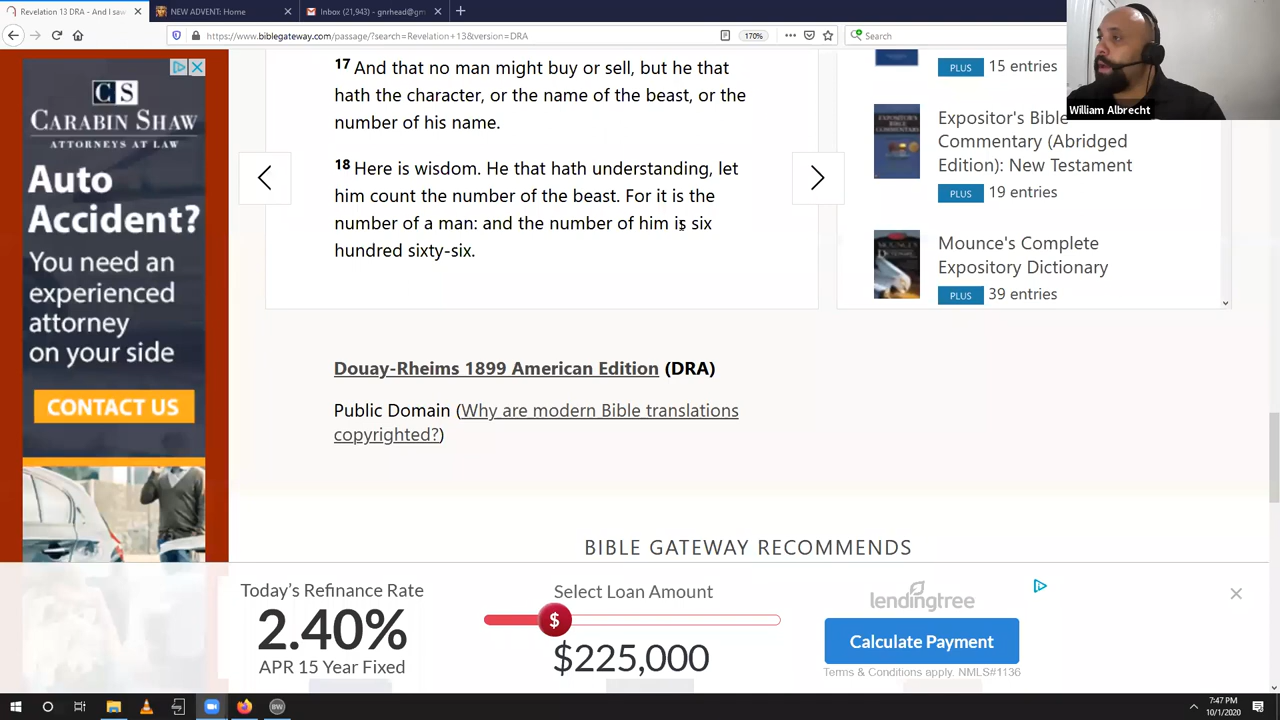 Revelation 13 DRA - And I saw
NEW ADVENT: Home
Inbox (21,943) - gnrhead@gm
https://www.biblegateway.com/passage/?search=Revelation 13&version=DRA
170%
Search
William Albrecht
CS
CARABIN SHAW
ATTORNEYS AT LAW
Auto
Accident?
You need an
experienced
attorney
on your side
CONTACT US
17 And that no man might buy or sell, but he that
hath the character, or the name of the beast, or the
number of his name.
18 Here is wisdom. He that hath understanding, let
him count the number of the beast. For it is the
number of a man: and the number of him is six
hundred sixty-six.
PLUS 15 entries
Expositor's Bible
Commentary (Abridged
Edition): New Testament
PLUS 19 entries
Mounce's Complete
Expository Dictionary
PLUS 39 entries
Douay-Rheims 1899 American Edition (DRA)
Public Domain (Why are modern Bible translations
copyrighted?)
BIBLE GATEWAY RECOMMENDS
Today's Refinance Rate
2.40%
APR 15 Year Fixed
Select Loan Amount
$
$225,000
lendingtree
Calculate Payment
Terms & Conditions apply. NMLS#1136
BW
7:47 PM
10/1/2020